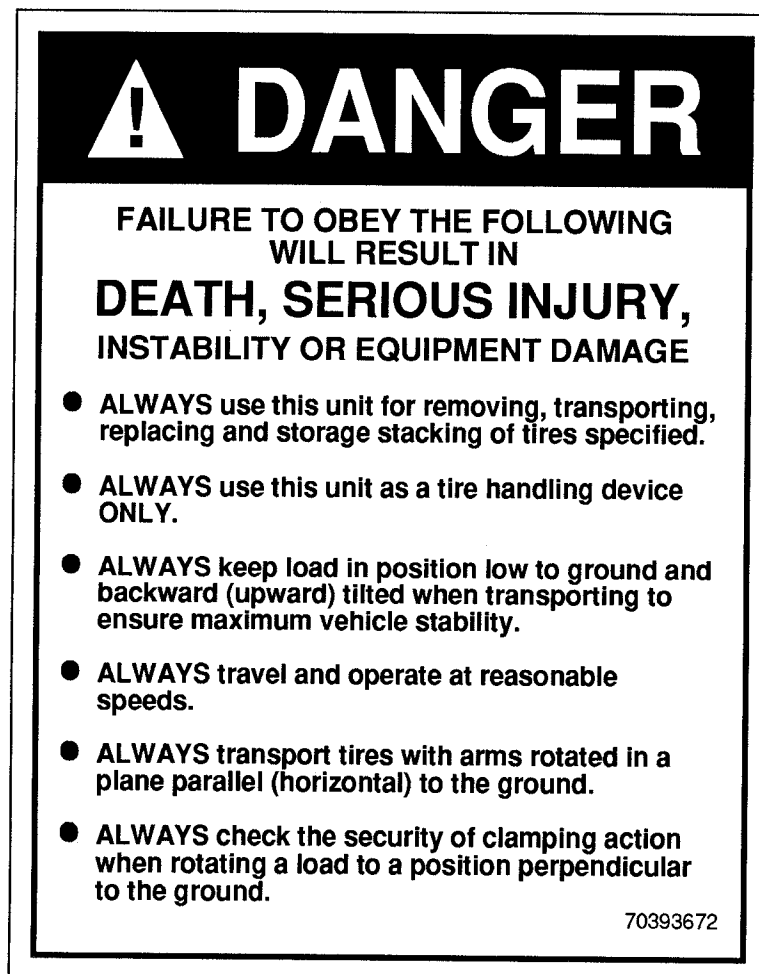 ! DANGER
FAILURE TO OBEY THE FOLLOWING
WILL RESULT IN
DEATH, SERIOUS INJURY,
INSTABILITY OR EQUIPMENT DAMAGE
● ALWAYS use this unit for removing, transporting,
replacing and storage stacking of tires specified.
● ALWAYS use this unit as a tire handling device
ONLY.
● ALWAYS keep load in position low to ground and
backward (upward) tilted when transporting to
ensure maximum vehicle stability.
● ALWAYS travel and operate at reasonable
speeds.
● ALWAYS transport tires with arms rotated in a
plane parallel (horizontal) to the ground.
● ALWAYS check the security of clamping action
when rotating a load to a position perpendicular
to the ground.
70393672